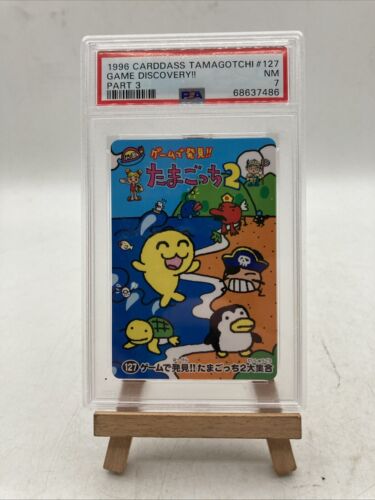 1996 CARDDASS TAMAGOTCHI #127
GAME DISCOVERY!! NM
PART 3 PSA 7
68637486
ゲームで発見!!
たまごっち2
127 ゲームで発見!! たまごっち2大集合